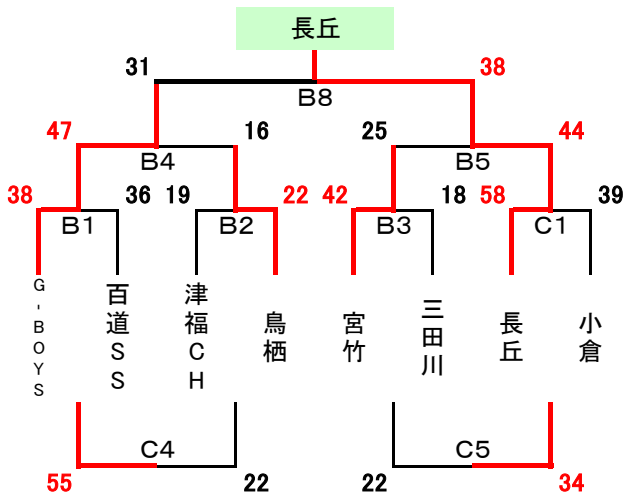 長丘
31 38
B8
47 16 25 44
B4 B5
38 36 19 22 42 18 58 39
B1 B2 B3 C1
G-BOYS
百道SS
津福CH
鳥栖
宮竹
三田川
長丘
小倉
C4 C5
55 22 22 34